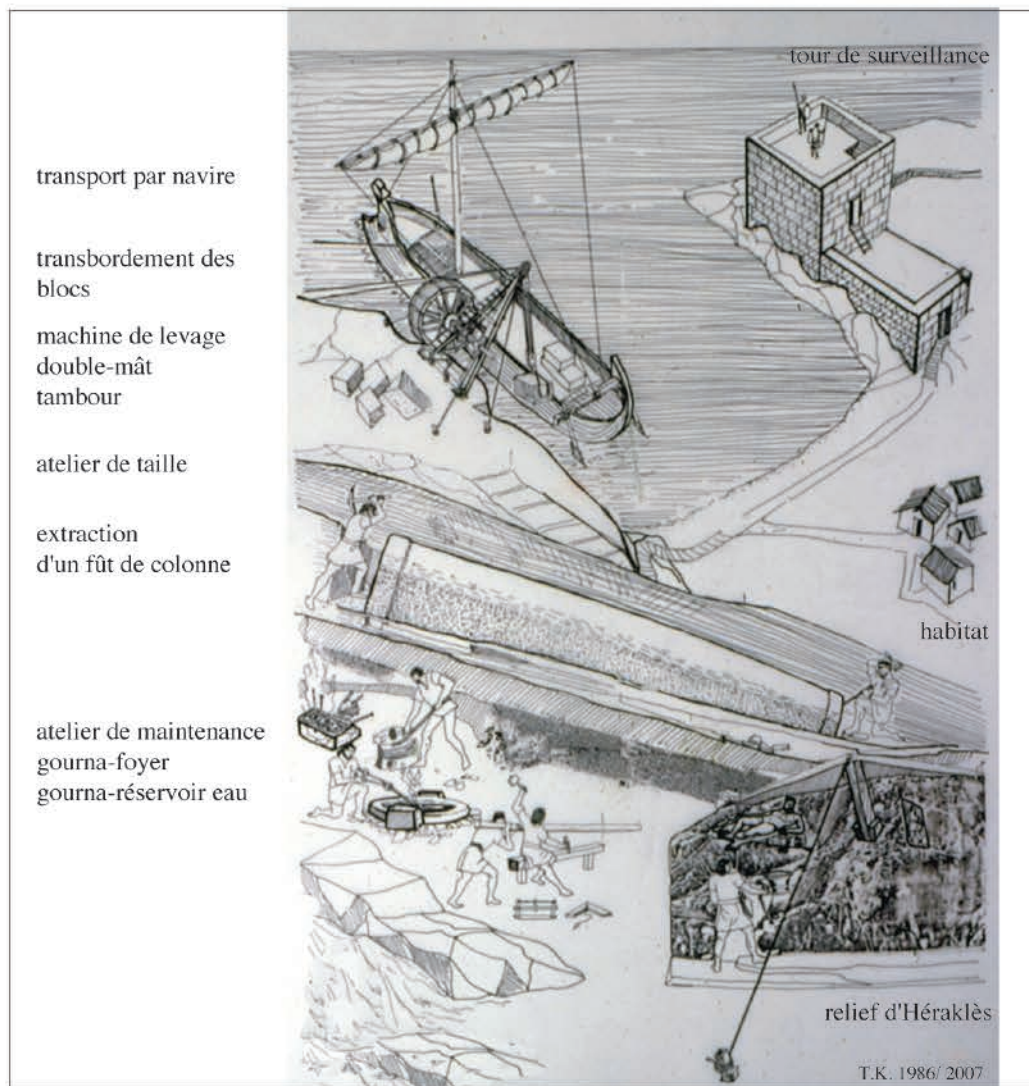 tour de surveillance
transport par navire
transbordement des
blocs
machine de levage
double-mât
tambour
atelier de taille
extraction
d'un fût de colonne
habitat
atelier de maintenance
gourna-foyer
gourna-réservoir eau
relief d'Héraklès
T.K. 1986/ 2007